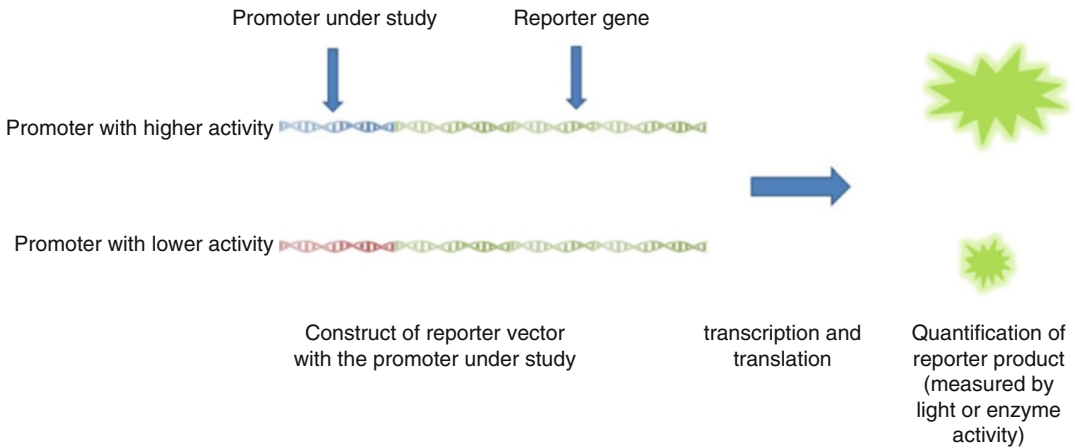 Promoter under study
Reporter gene
Promoter with higher activity
Promoter with lower activity
Construct of reporter vector
with the promoter under study
transcription and
translation
Quantification of
reporter product
(measured by
light or enzyme
activity)